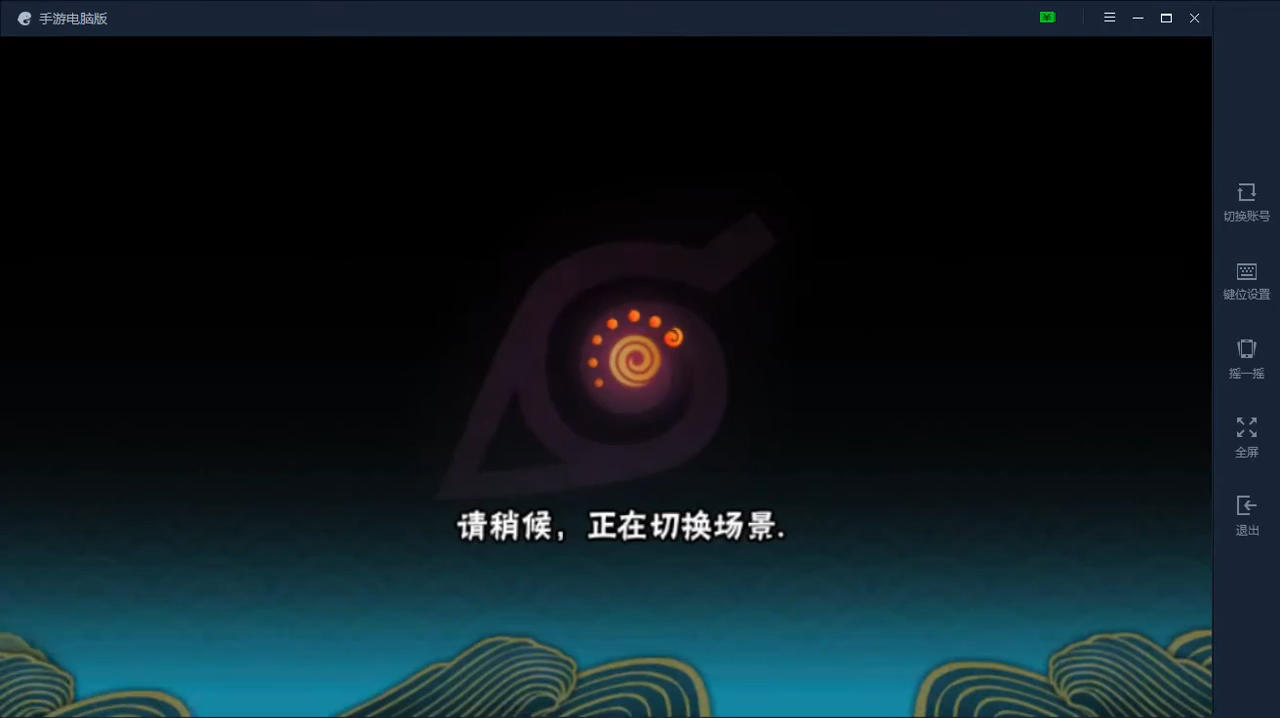 手游电脑版
切换账号
键位设置
摇一摇
全屏
退出
请稍候，正在切换场景.